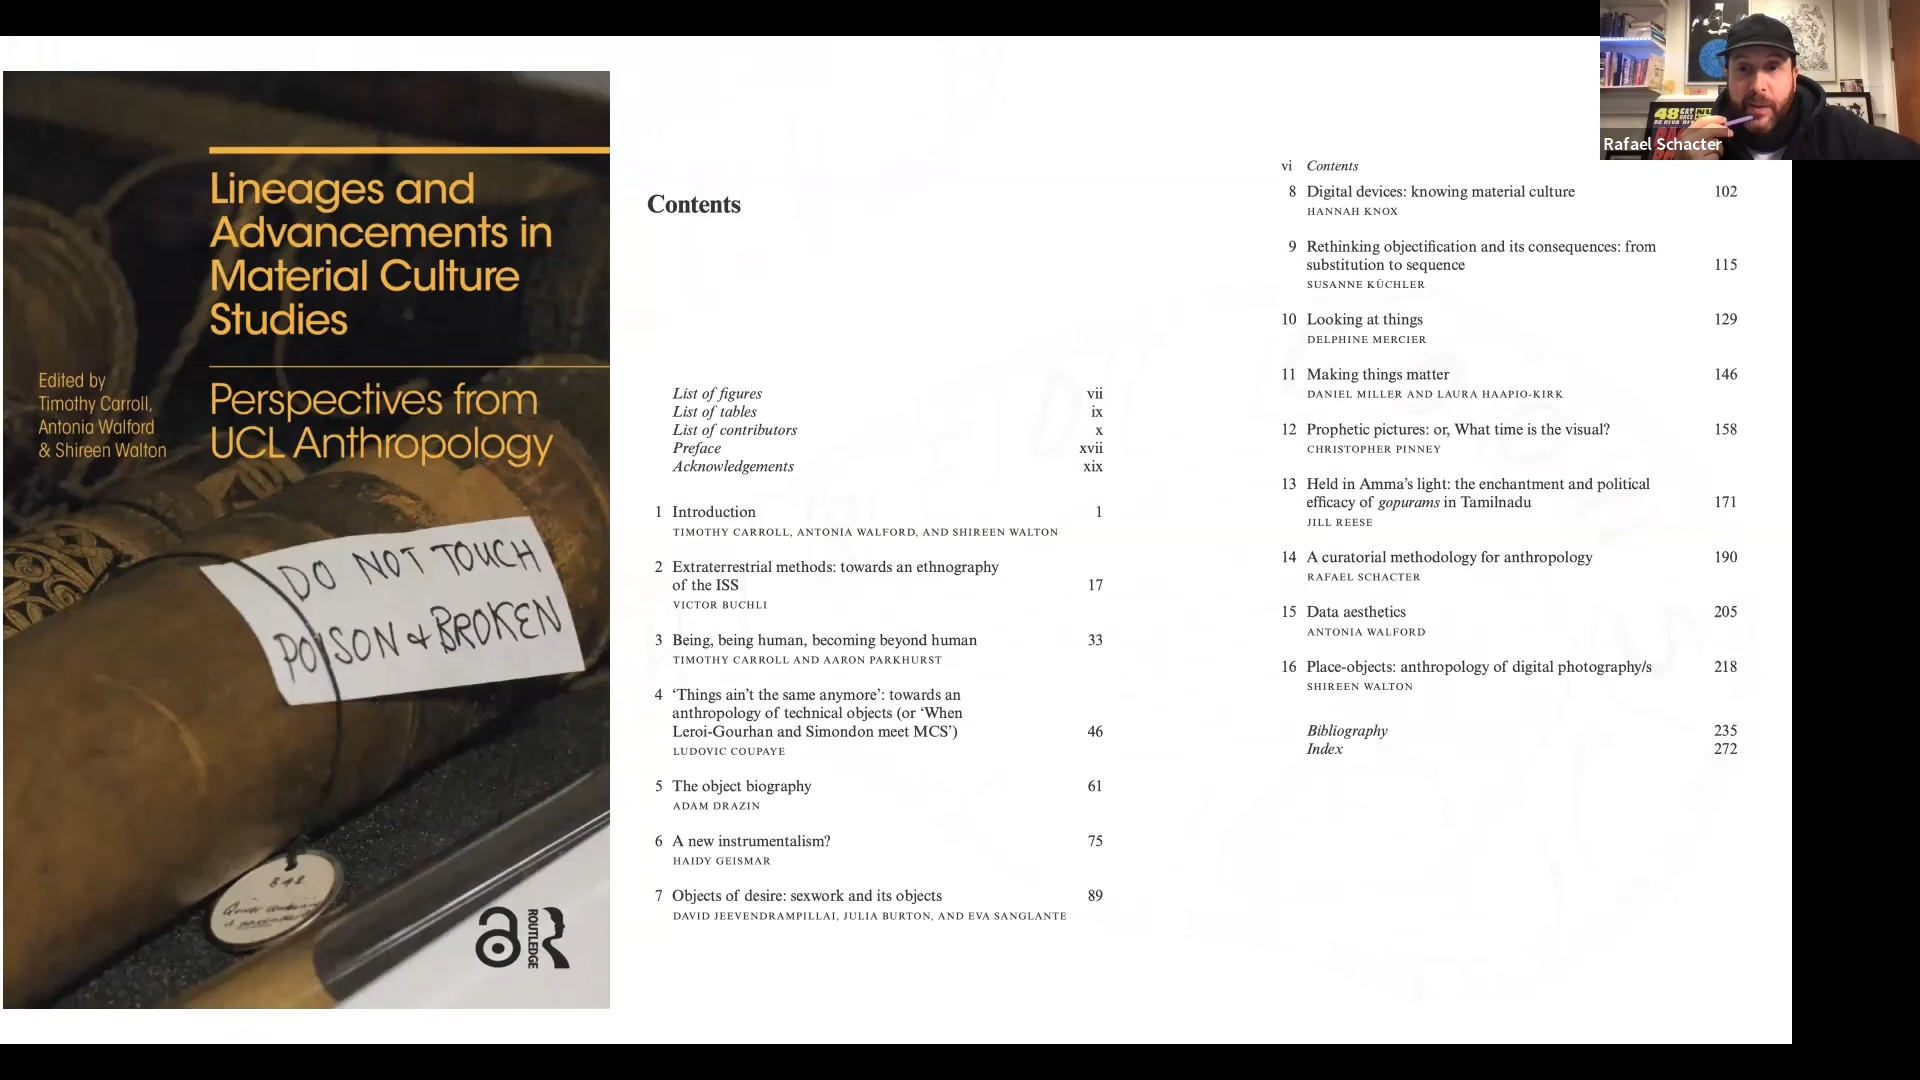 Lineages and
Advancements in
Material Culture
Studies
Edited by
Timothy Carroll,
Antonia Walford
& Shireen Walton
Perspectives from
UCL Anthropology
DO NOT TOUCH
POISON & BROKEN
842
ROUTLEDGE
Contents
List of figures vii
List of tables ix
List of contributors x
Preface xvii
Acknowledgements xix
1 Introduction 1
TIMOTHY CARROLL, ANTONIA WALFORD, AND SHIREEN WALTON
2 Extraterrestrial methods: towards an ethnography
of the ISS 17
VICTOR BUCHLI
3 Being, being human, becoming beyond human 33
TIMOTHY CARROLL AND AARON PARKHURST
4 ‘Things ain’t the same anymore’: towards an
anthropology of technical objects (or ‘When
Leroi-Gourhan and Simondon meet MCS’) 46
LUDOVIC COUPAYE
5 The object biography 61
ADAM DRAZIN
6 A new instrumentalism? 75
HAIDY GEISMAR
7 Objects of desire: sexwork and its objects 89
DAVID JEEVENDRAMPILLAI, JULIA BURTON, AND EVA SANGLANTE
vi Contents
8 Digital devices: knowing material culture 102
HANNAH KNOX
9 Rethinking objectification and its consequences: from
substitution to sequence 115
SUSANNE KÜCHLER
10 Looking at things 129
DELPHINE MERCIER
11 Making things matter 146
DANIEL MILLER AND LAURA HAAPIO-KIRK
12 Prophetic pictures: or, What time is the visual? 158
CHRISTOPHER PINNEY
13 Held in Amma’s light: the enchantment and political
efficacy of gopurams in Tamilnadu 171
JILL REESE
14 A curatorial methodology for anthropology 190
RAFAEL SCHACTER
15 Data aesthetics 205
ANTONIA WALFORD
16 Place-objects: anthropology of digital photography/s 218
SHIREEN WALTON
Bibliography 235
Index 272
48
Rafael Schacter